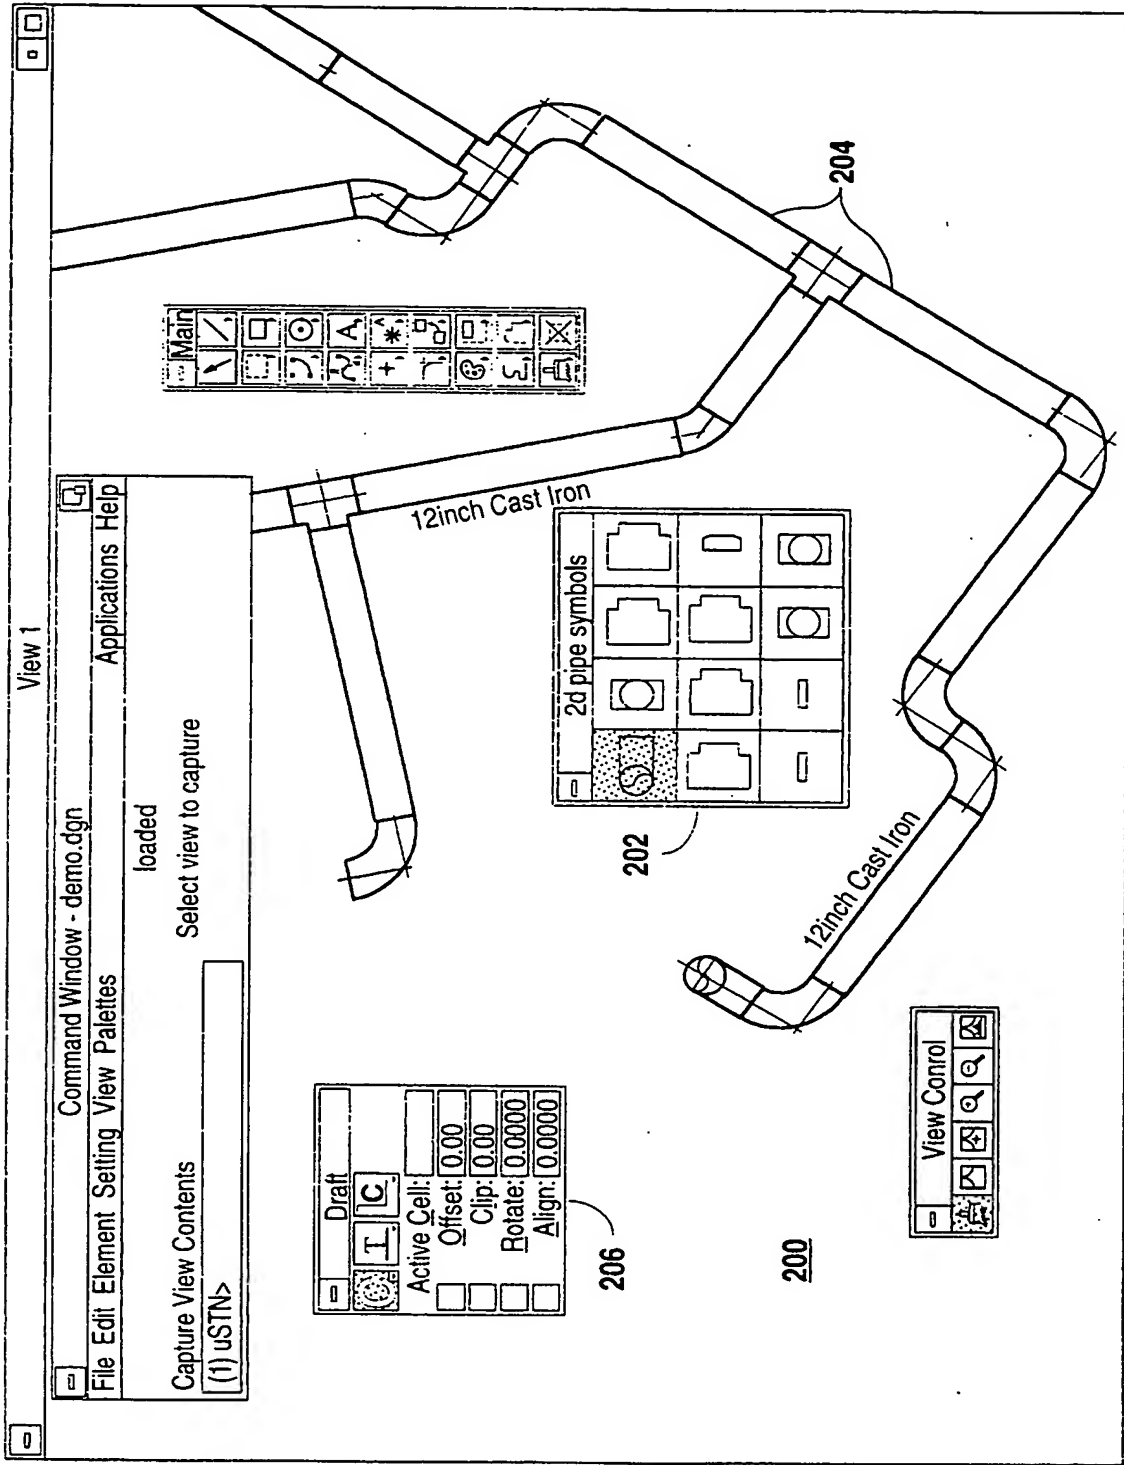 View 1
Command Window - demo.dgn
File Edit Element Setting View Palettes Applications Help
loaded
Capture View Contents
Select view to capture
(1) uSTN>
Main
A
A
12inch Cast Iron
204
Draft
T C
Active Cell:
Offset: 0.00
Clip: 0.00
Rotate: 0.0000
Align: 0.0000
206
2d pipe symbols
202
12inch Cast Iron
200
View Conrol